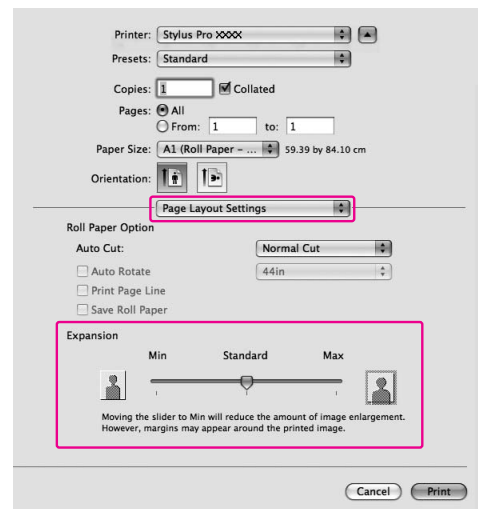 Printer: Stylus Pro XXXX
Presets: Standard
Copies: 1 Collated
Pages: All
From: 1 to: 1
Paper Size: A1 (Roll Paper – ... 59.39 by 84.10 cm
Orientation:
Page Layout Settings
Roll Paper Option
Auto Cut: Normal Cut
Auto Rotate 44in
Print Page Line
Save Roll Paper
Expansion
Min Standard Max
Moving the slider to Min will reduce the amount of image enlargement.
However, margins may appear around the printed image.
Cancel Print